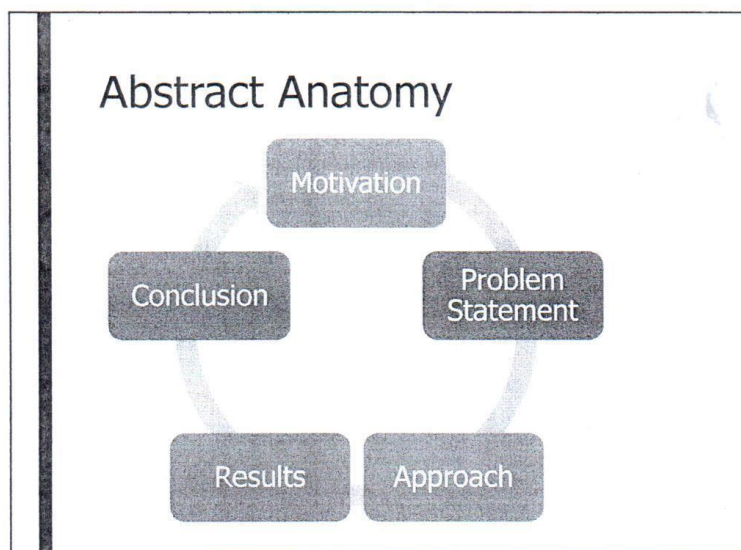 Abstract Anatomy
Motivation
Problem
Statement
Approach
Results
Conclusion